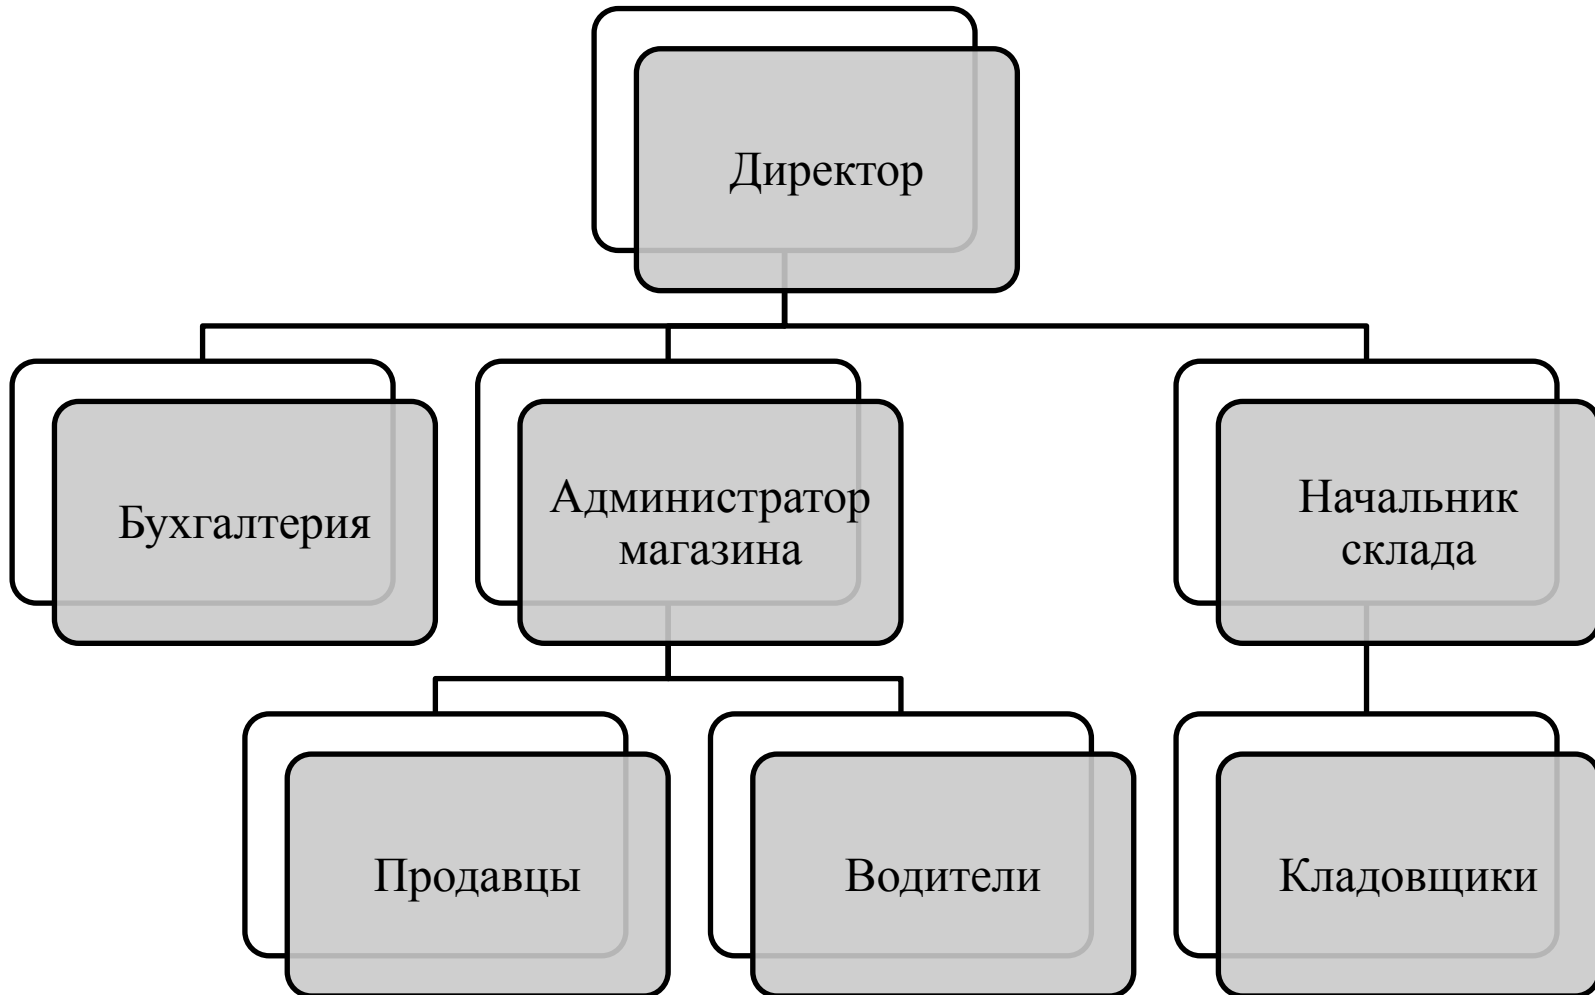 Директор
Бухгалтерия
Администратор
магазина
Начальник
склада
Продавцы
Водители
Кладовщики